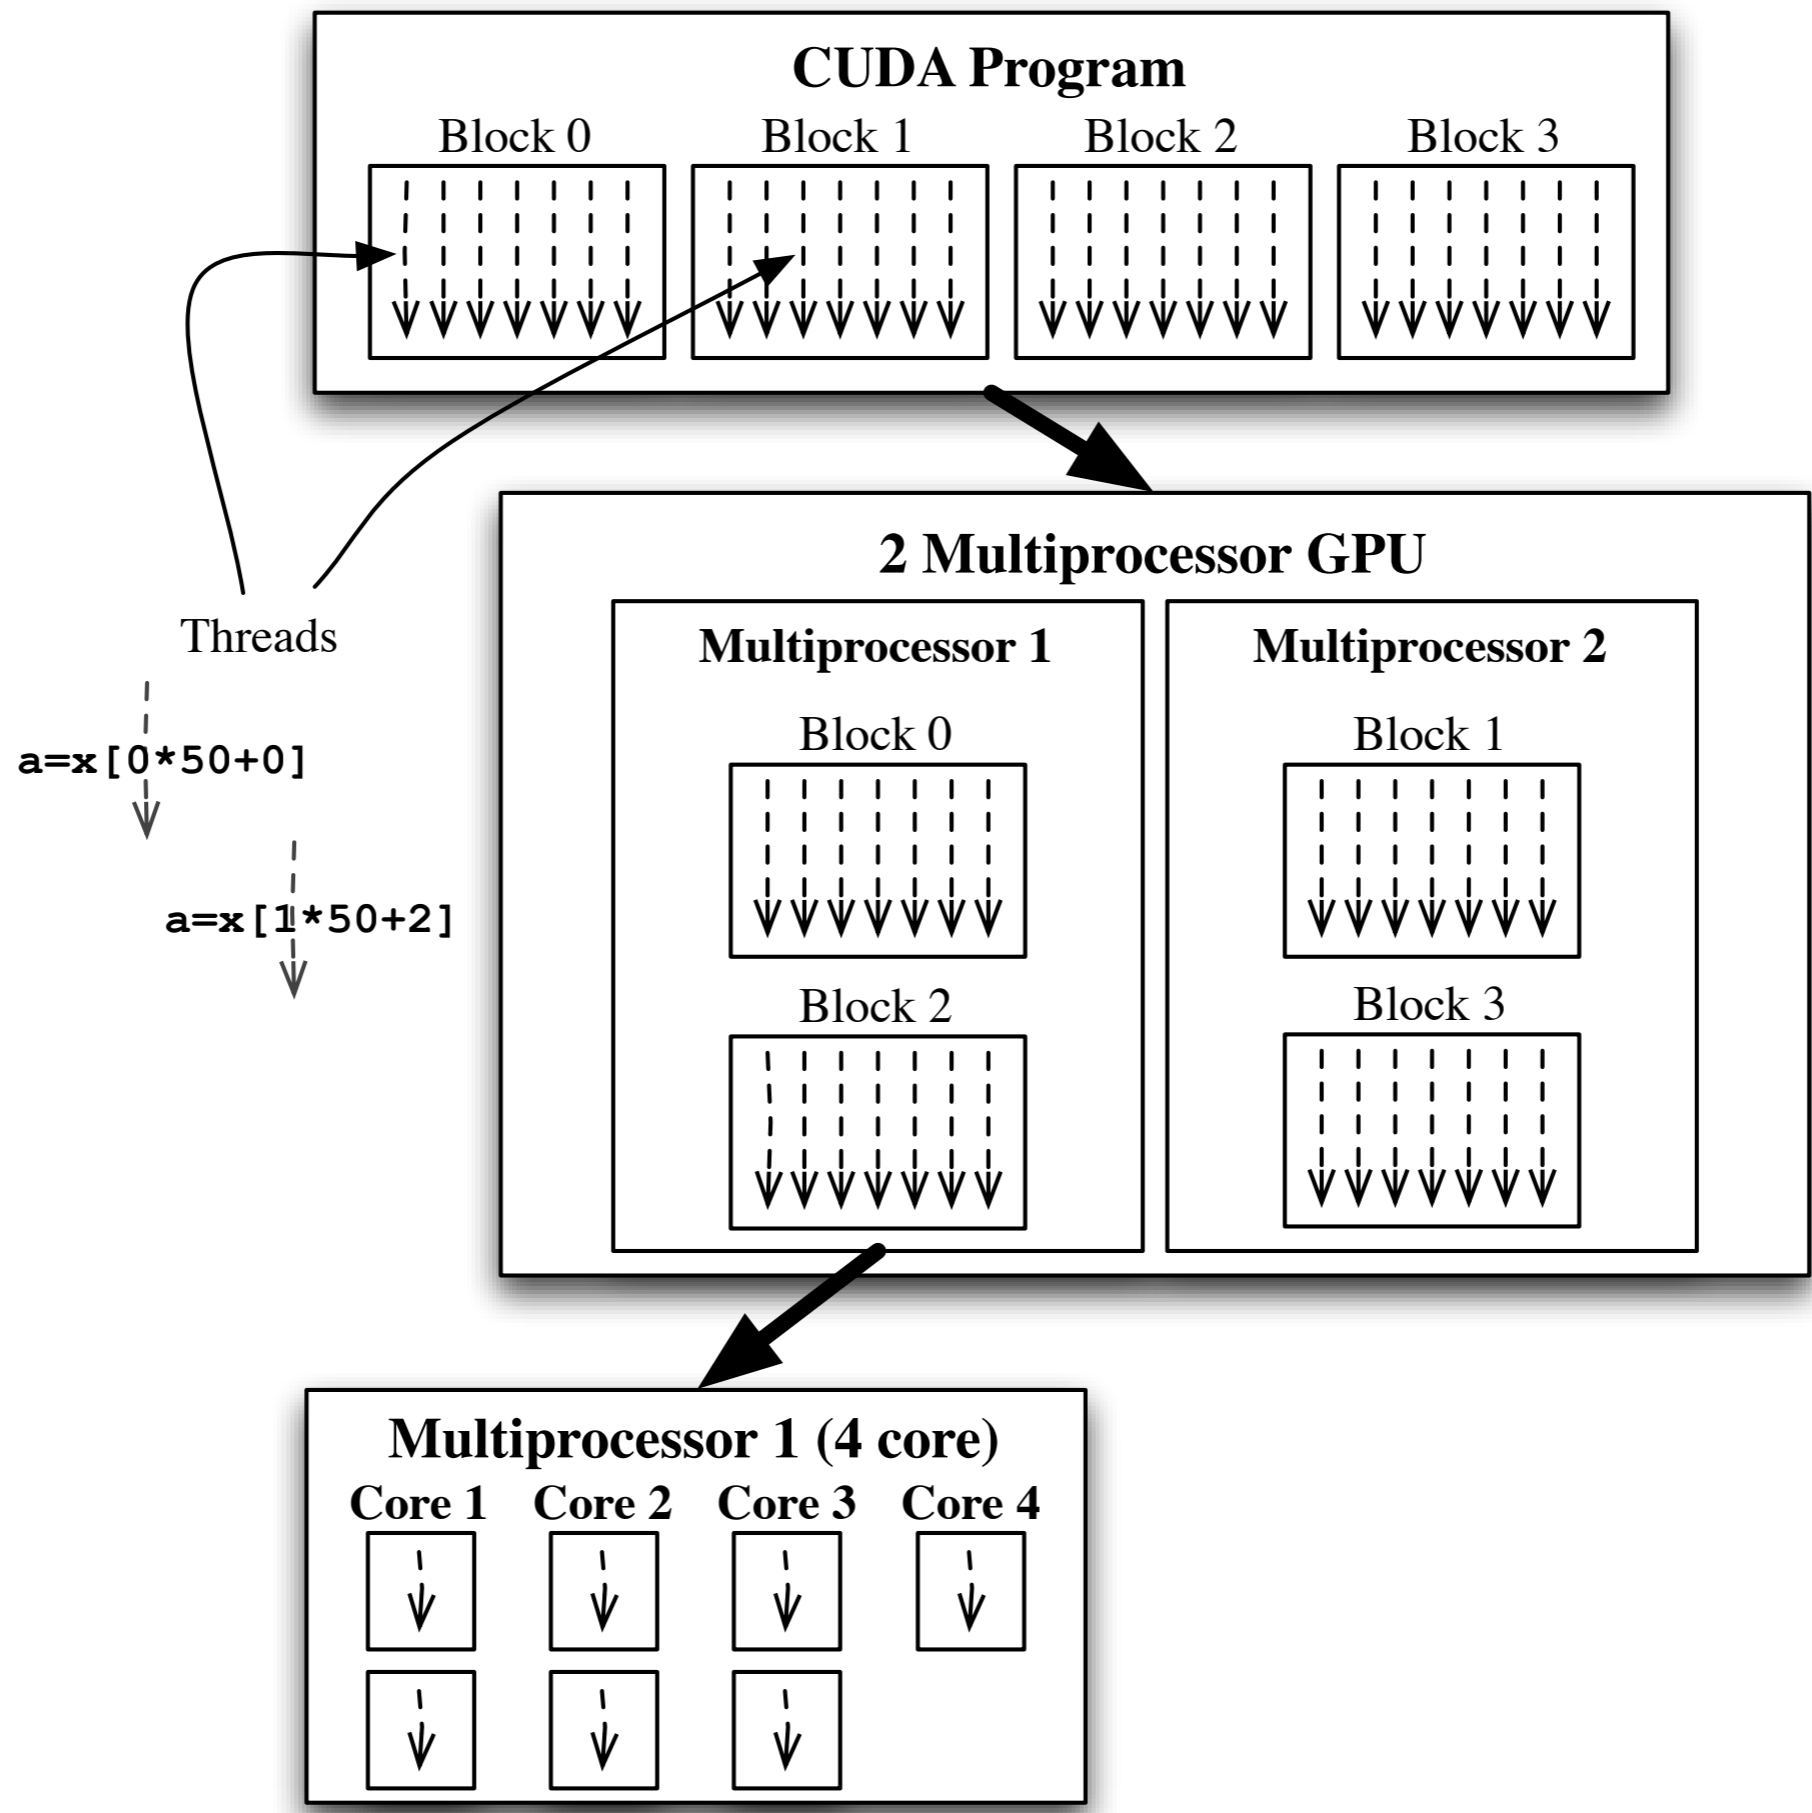 CUDA Program
Block 0 Block 1 Block 2 Block 3
Threads
a=x[0*50+0]
a=x[1*50+2]
2 Multiprocessor GPU
Multiprocessor 1 Multiprocessor 2
Block 0 Block 1
Block 2 Block 3
Multiprocessor 1 (4 core)
Core 1 Core 2 Core 3 Core 4